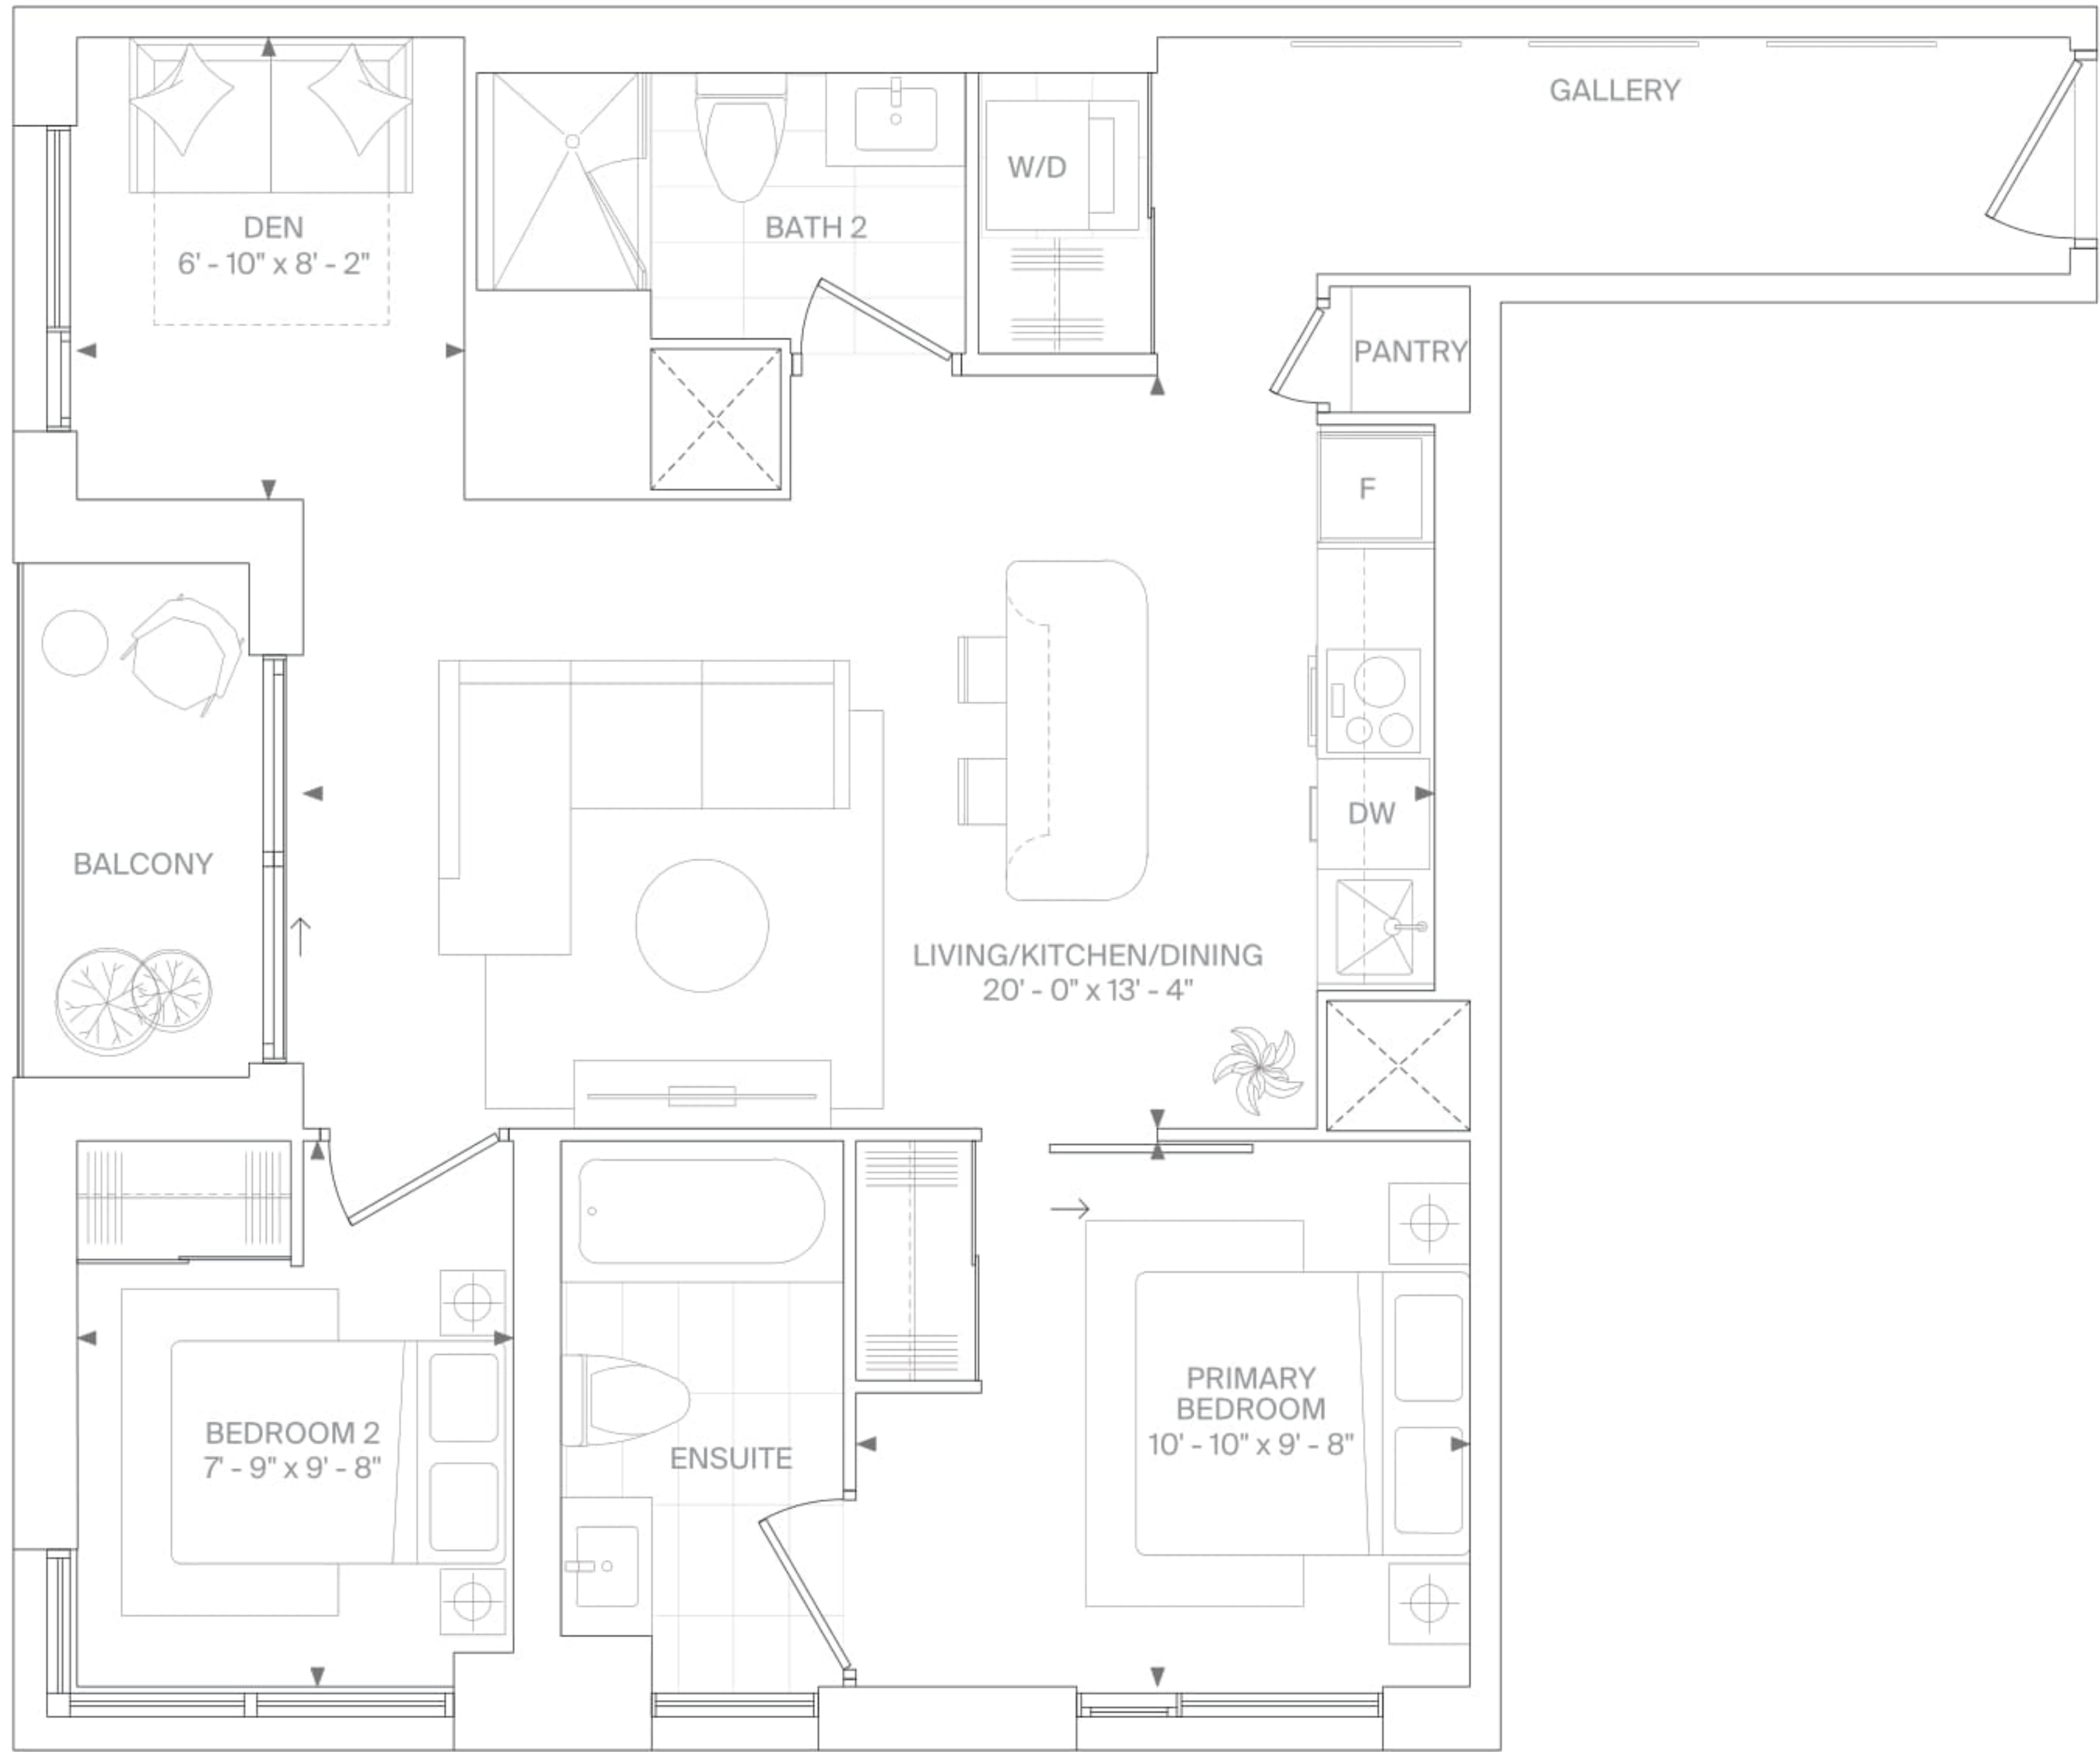 GALLERY
W/D
DEN
6' - 10" x 8' - 2"
BATH 2
PANTRY
F
DW
BALCONY
LIVING/KITCHEN/DINING
20' - 0" x 13' - 4"
PRIMARY
BEDROOM
10' - 10" x 9' - 8"
BEDROOM 2
7' - 9" x 9' - 8"
ENSUITE